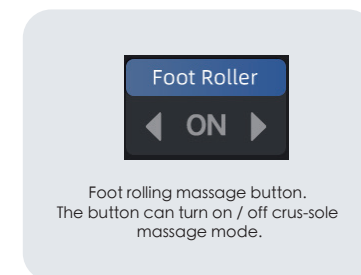 Foot Roller
ON
Foot rolling massage button.
The button can turn on / off crus-sole
massage mode.